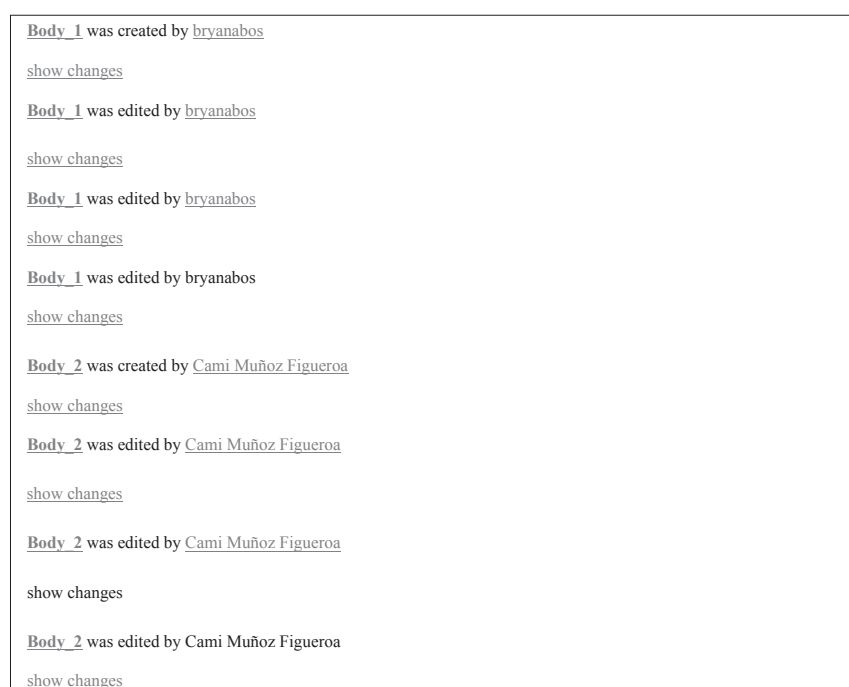 Body_1 was created by bryanabos
show changes
Body_1 was edited by bryanabos
show changes
Body_1 was edited by bryanabos
show changes
Body_1 was edited by bryanabos
show changes
Body_2 was created by Cami Muñoz Figueroa
show changes
Body_2 was edited by Cami Muñoz Figueroa
show changes
Body_2 was edited by Cami Muñoz Figueroa
show changes
Body_2 was edited by Cami Muñoz Figueroa
show changes